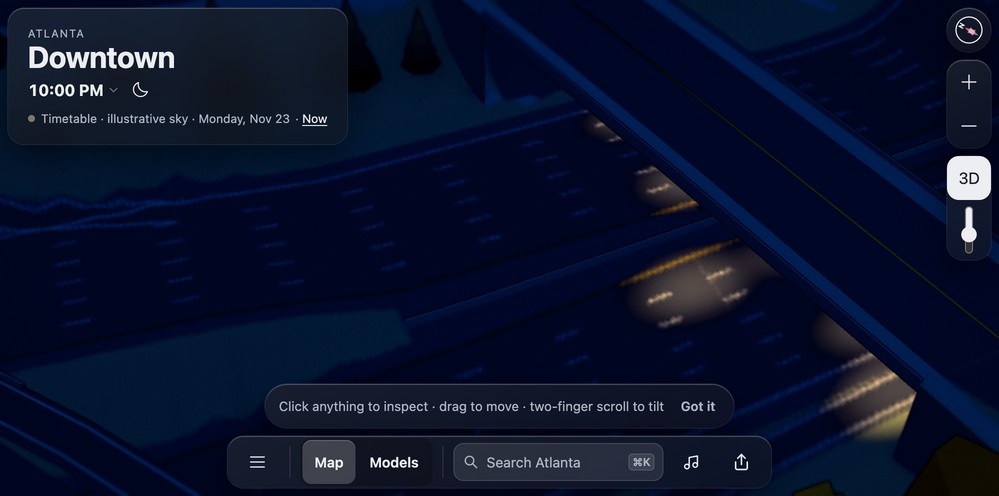 ATLANTA
Downtown
10:00 PM
Timetable · illustrative sky · Monday, Nov 23 · Now
N
3D
Click anything to inspect · drag to move · two-finger scroll to tilt Got it
Map Models Search Atlanta ⌘K